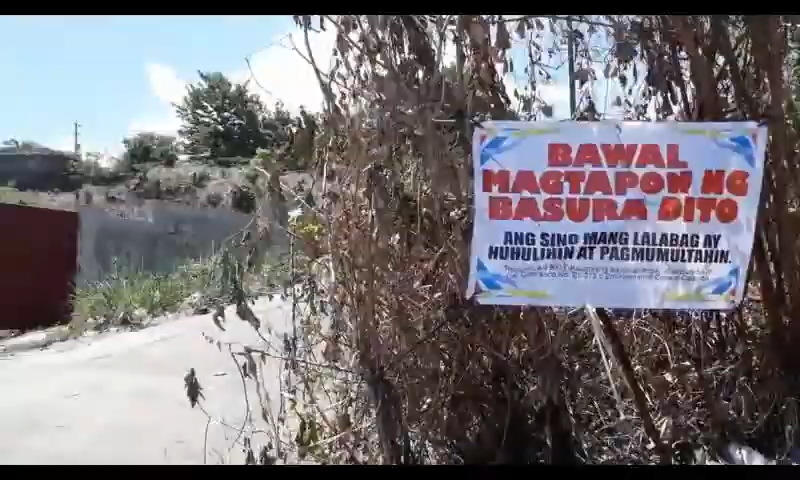 BAWAL
MAGTAPON NG
BASURA DITO
ANG SINO MANG LALABAG AY
HUHULIHIN AT PAGMUMULTAHIN.